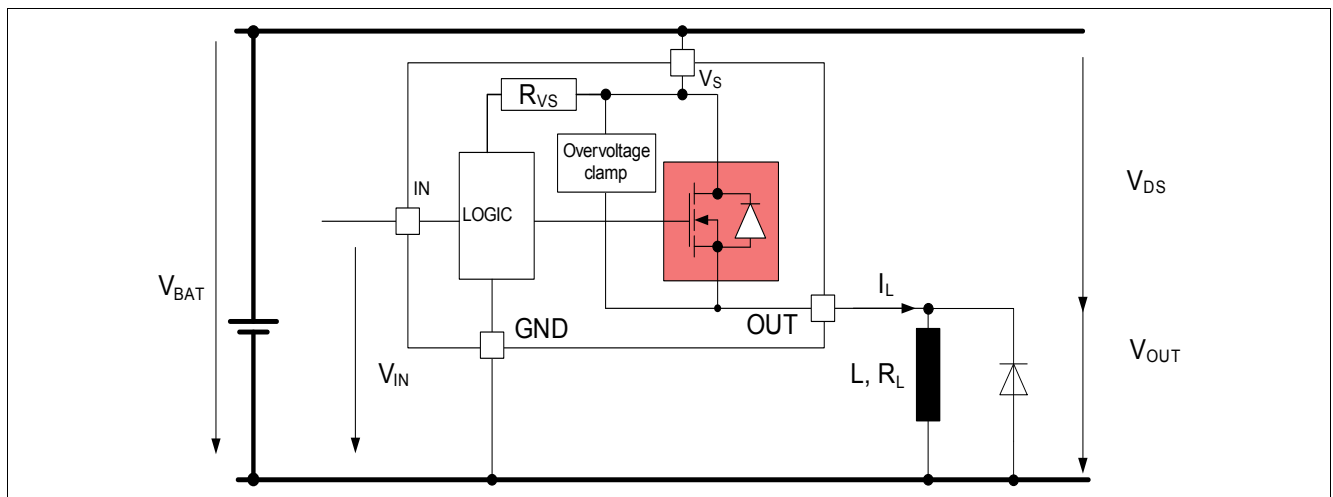 V_S
R_VS
Overvoltage
clamp
IN
LOGIC
V_DS
V_BAT
I_L
GND
OUT
V_IN
L, R_L
V_OUT